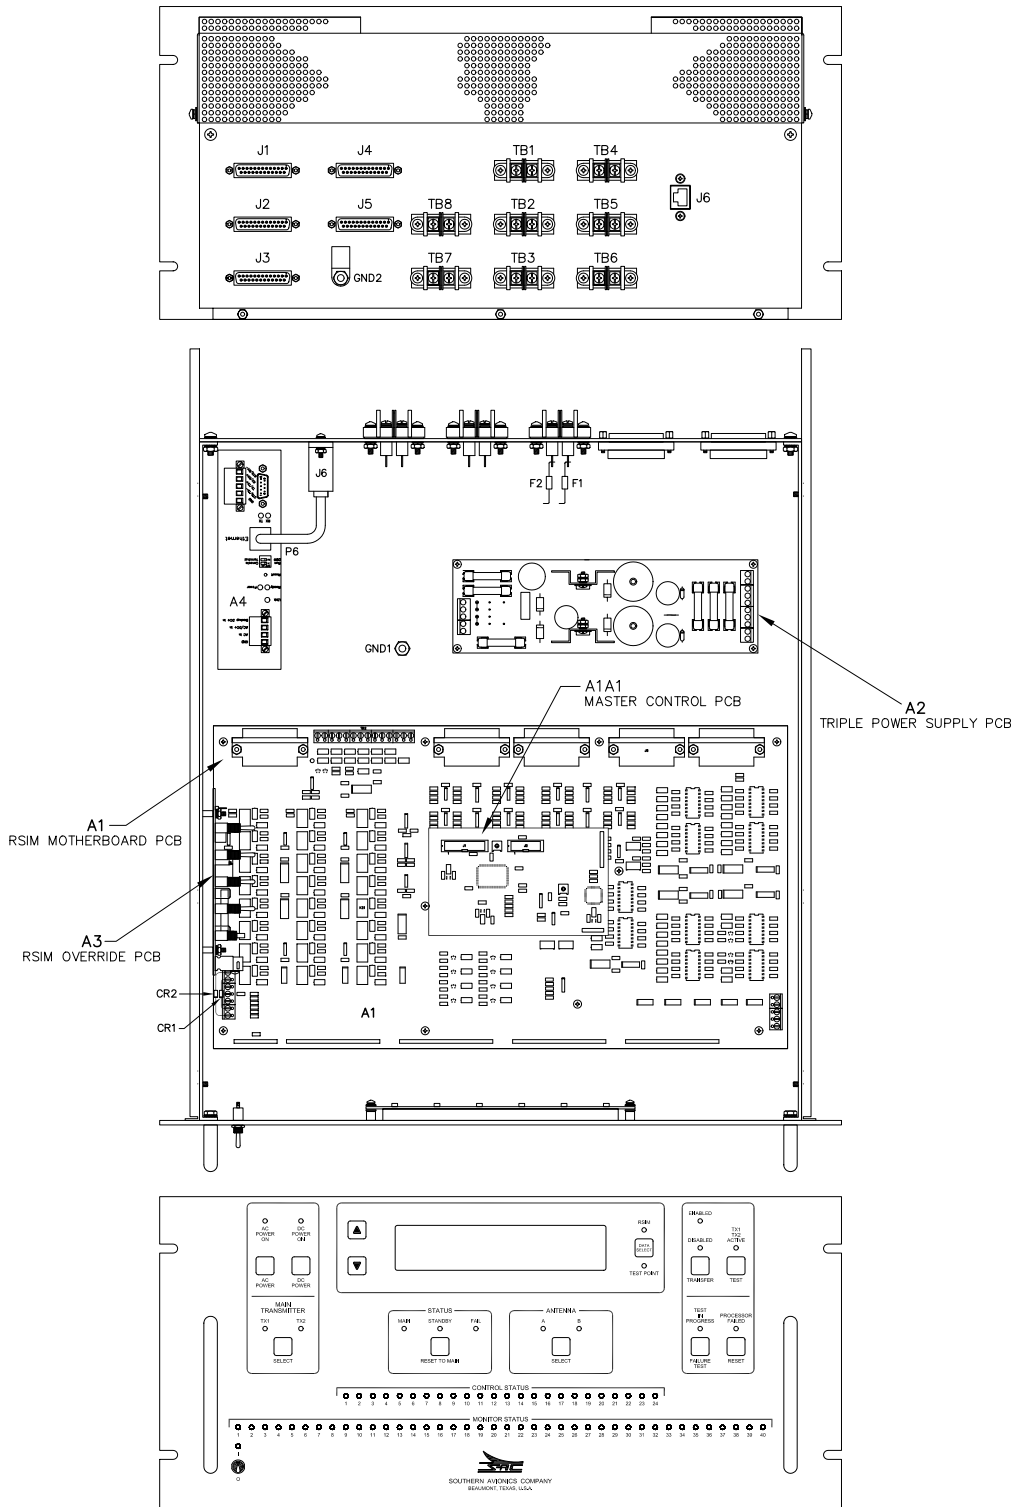 J1
J4
TB1
TB4
J6
J2
J5
TB8
TB2
TB5
J3
GND2
TB7
TB3
TB6
J6
F2
F1
Ethernet
P6
A4
GND1
A1A1
MASTER CONTROL PCB
A2
TRIPLE POWER SUPPLY PCB
A1
RSIM MOTHERBOARD PCB
A3
RSIM OVERRIDE PCB
CR2
CR1
A1
AC
POWER
ON
DC
POWER
ON
AC
POWER
DC
POWER
MAIN
TRANSMITTER
TX1
TX2
SELECT
RSIM
DATA
SELECT
TEST POINT
ENABLED
DISABLED
TX1
TX2
ACTIVE
TRANSFER
TEST
STATUS
MAIN
STANDBY
FAIL
RESET TO MAIN
ANTENNA
A
B
SELECT
TEST
IN
PROGRESS
PROCESSOR
FAILED
FAILURE
TEST
RESET
CONTROL STATUS
1 2 3 4 5 6 7 8 9 10 11 12 13 14 15 16 17 18 19 20 21 22 23 24
MONITOR STATUS
1 2 3 4 5 6 7 8 9 10 11 12 13 14 15 16 17 18 19 20 21 22 23 24 25 26 27 28 29 30 31 32 33 34 35 36 37 38 39 40
I
O
SAC
SOUTHERN AVIONICS COMPANY
BEAUMONT, TEXAS, U.S.A.